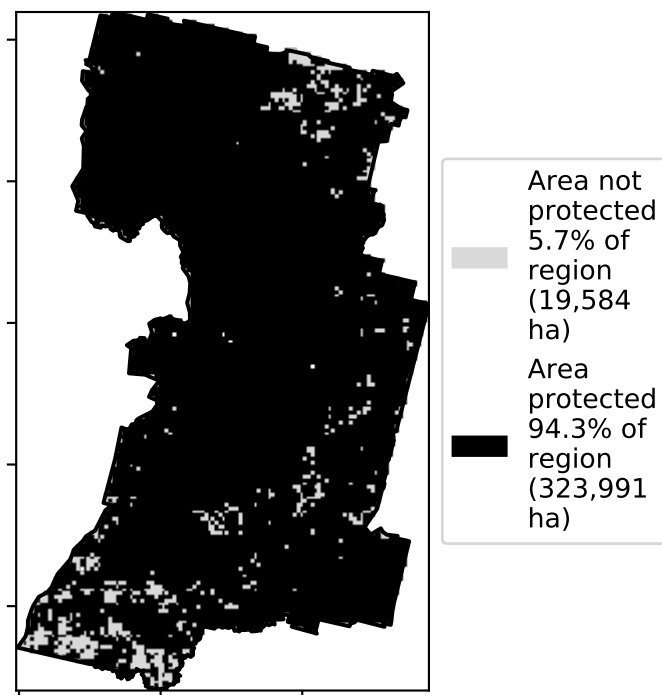 Area not
protected
5.7% of
region
(19,584
ha)
Area
protected
94.3% of
region
(323,991
ha)